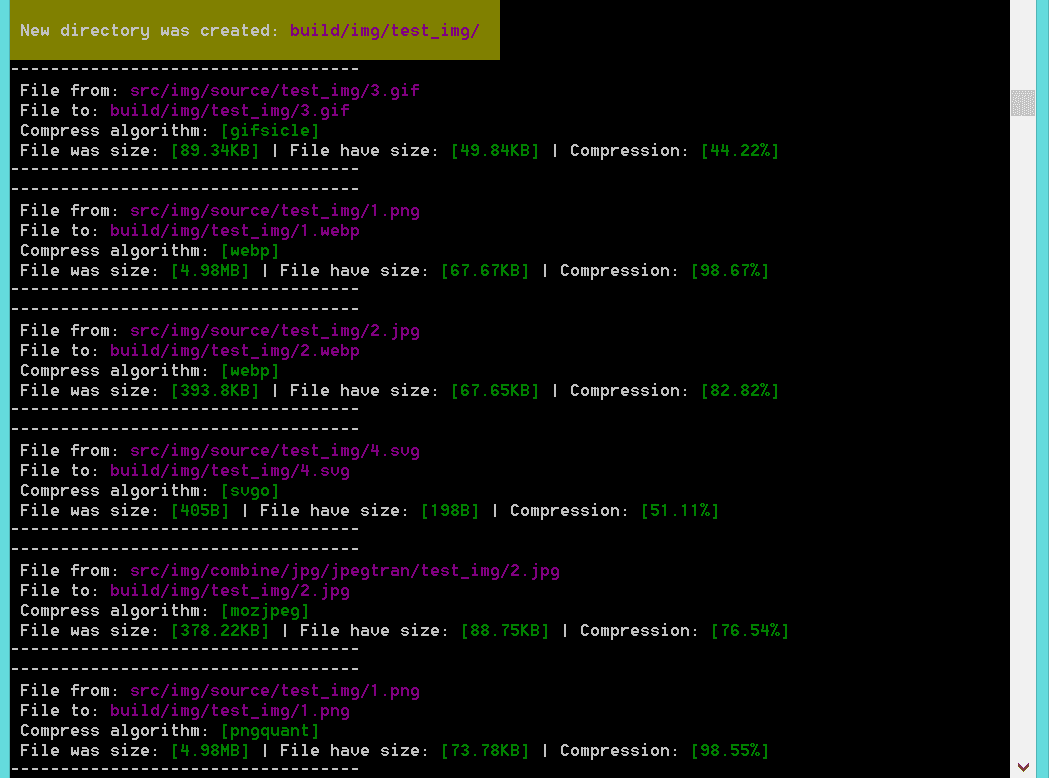 New directory was created: build/img/test_img/
-----------------------------------
File from: src/img/source/test_img/3.gif
File to: build/img/test_img/3.gif
Compress algorithm: [gifsicle]
File was size: [89.34KB] | File have size: [49.84KB] | Compression: [44.22%]
-----------------------------------
-----------------------------------
File from: src/img/source/test_img/1.png
File to: build/img/test_img/1.webp
Compress algorithm: [webp]
File was size: [4.98MB] | File have size: [67.67KB] | Compression: [98.67%]
-----------------------------------
-----------------------------------
File from: src/img/source/test_img/2.jpg
File to: build/img/test_img/2.webp
Compress algorithm: [webp]
File was size: [393.8KB] | File have size: [67.65KB] | Compression: [82.82%]
-----------------------------------
-----------------------------------
File from: src/img/source/test_img/4.svg
File to: build/img/test_img/4.svg
Compress algorithm: [svgo]
File was size: [405B] | File have size: [198B] | Compression: [51.11%]
-----------------------------------
-----------------------------------
File from: src/img/combine/jpg/jpegtran/test_img/2.jpg
File to: build/img/test_img/2.jpg
Compress algorithm: [mozjpeg]
File was size: [378.22KB] | File have size: [88.75KB] | Compression: [76.54%]
-----------------------------------
-----------------------------------
File from: src/img/source/test_img/1.png
File to: build/img/test_img/1.png
Compress algorithm: [pngquant]
File was size: [4.98MB] | File have size: [73.78KB] | Compression: [98.55%]
-----------------------------------